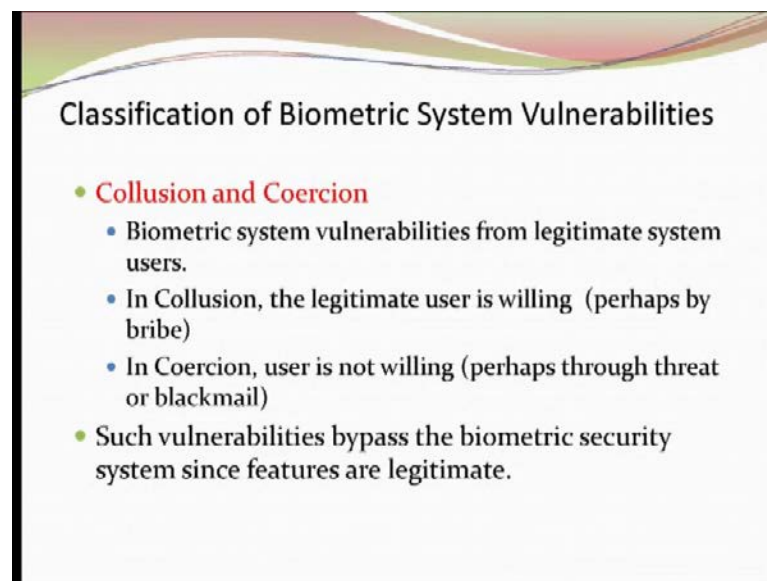 Classification of Biometric System Vulnerabilities
Collusion and Coercion
Biometric system vulnerabilities from legitimate system
users.
In Collusion, the legitimate user is willing (perhaps by
bribe)
In Coercion, user is not willing (perhaps through threat
or blackmail)
Such vulnerabilities bypass the biometric security
system since features are legitimate.